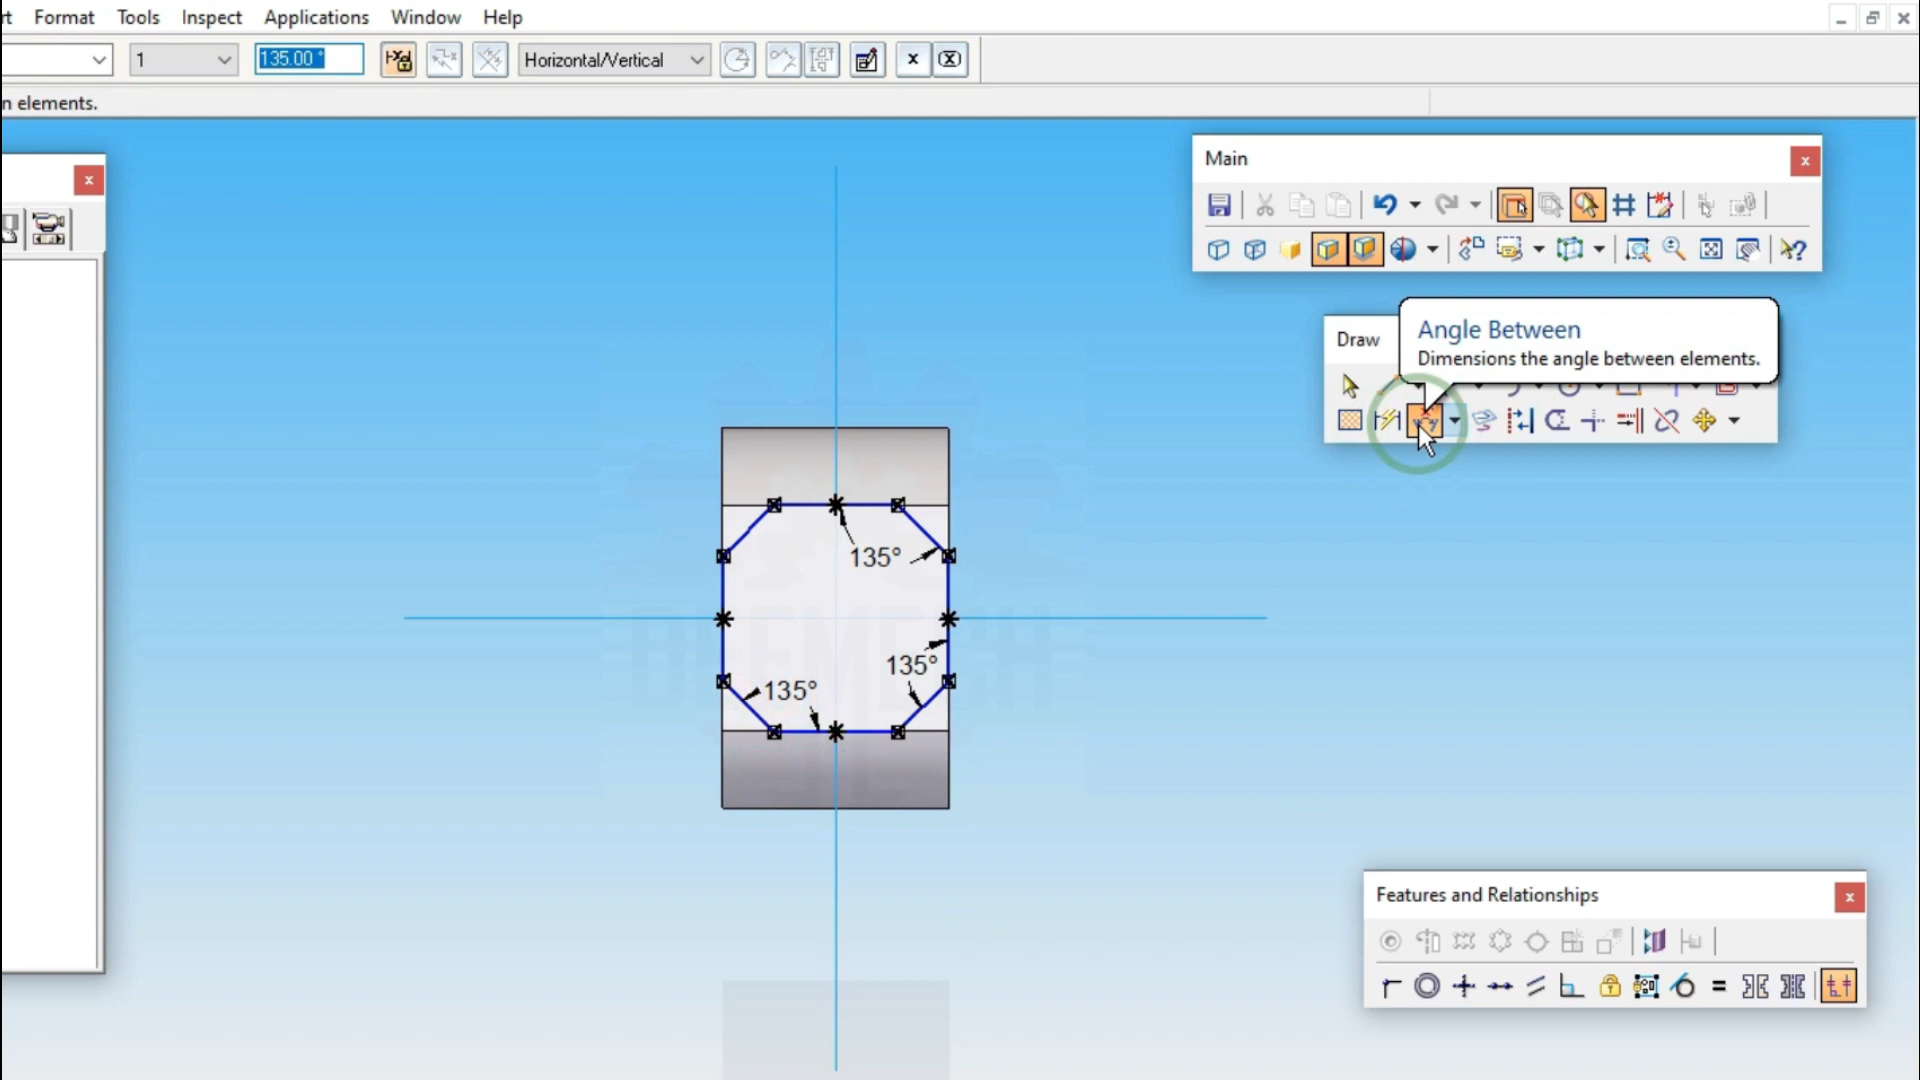 rt Format Tools Inspect Applications Window Help
1 135.00 ° Horizontal/Vertical
n elements.
Main
Draw
Angle Between
Dimensions the angle between elements.
135°
135°
135°
Features and Relationships